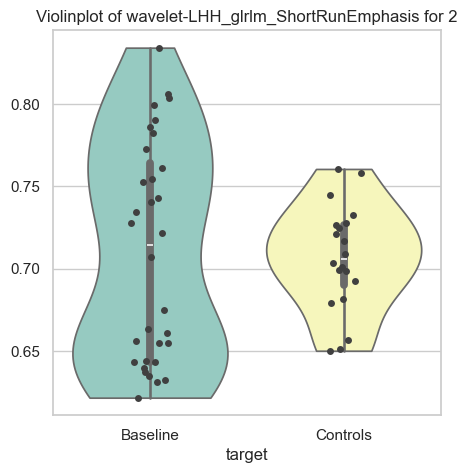 Violinplot of wavelet-LHH_glrlm_ShortRunEmphasis for 2
0.80
0.75
0.70
0.65
Baseline
Controls
target